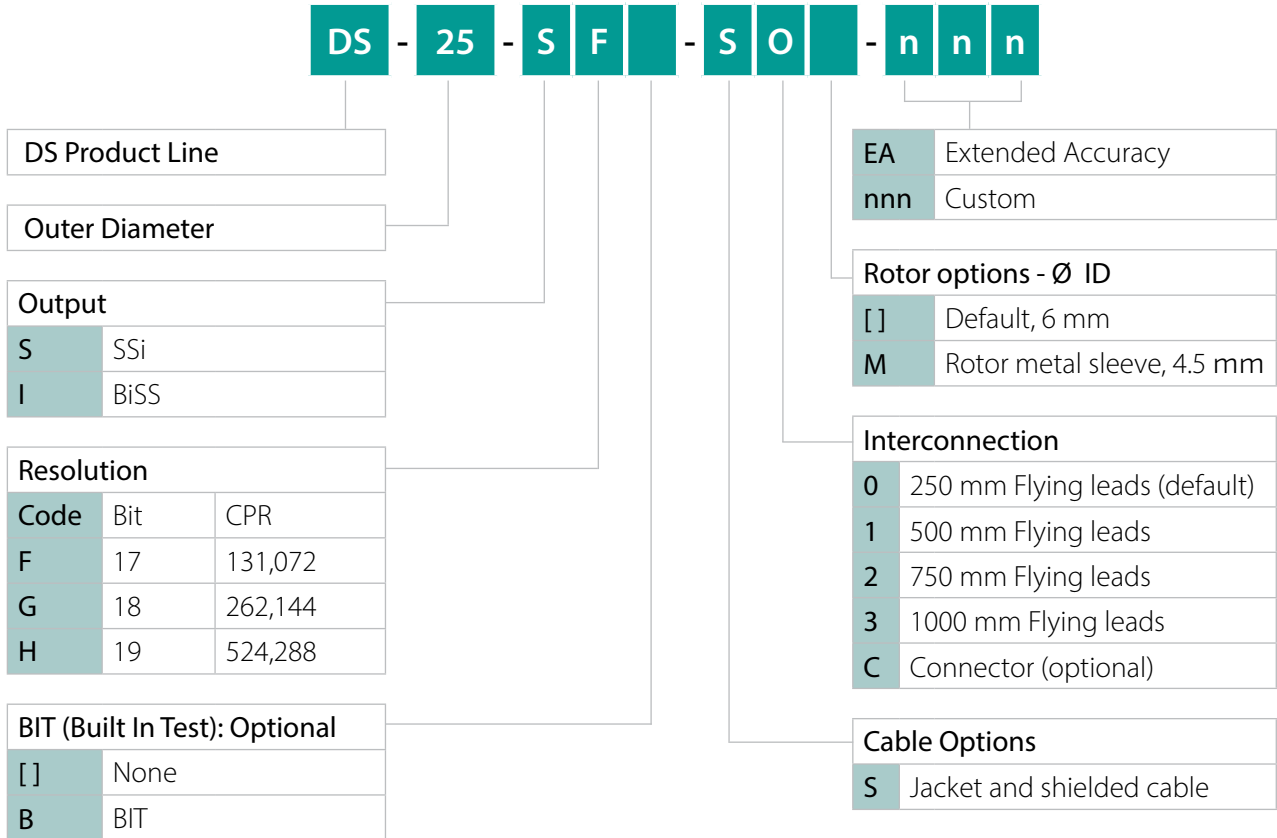 DS - 25 - S F - S O - n n n
DS Product Line
Outer Diameter
Output
S SSi
I BiSS
Resolution
Code Bit CPR
F 17 131,072
G 18 262,144
H 19 524,288
BIT (Built In Test): Optional
[ ] None
B BIT
EA Extended Accuracy
nnn Custom
Rotor options - Ø ID
[ ] Default, 6 mm
M Rotor metal sleeve, 4.5 mm
Interconnection
0 250 mm Flying leads (default)
1 500 mm Flying leads
2 750 mm Flying leads
3 1000 mm Flying leads
C Connector (optional)
Cable Options
S Jacket and shielded cable